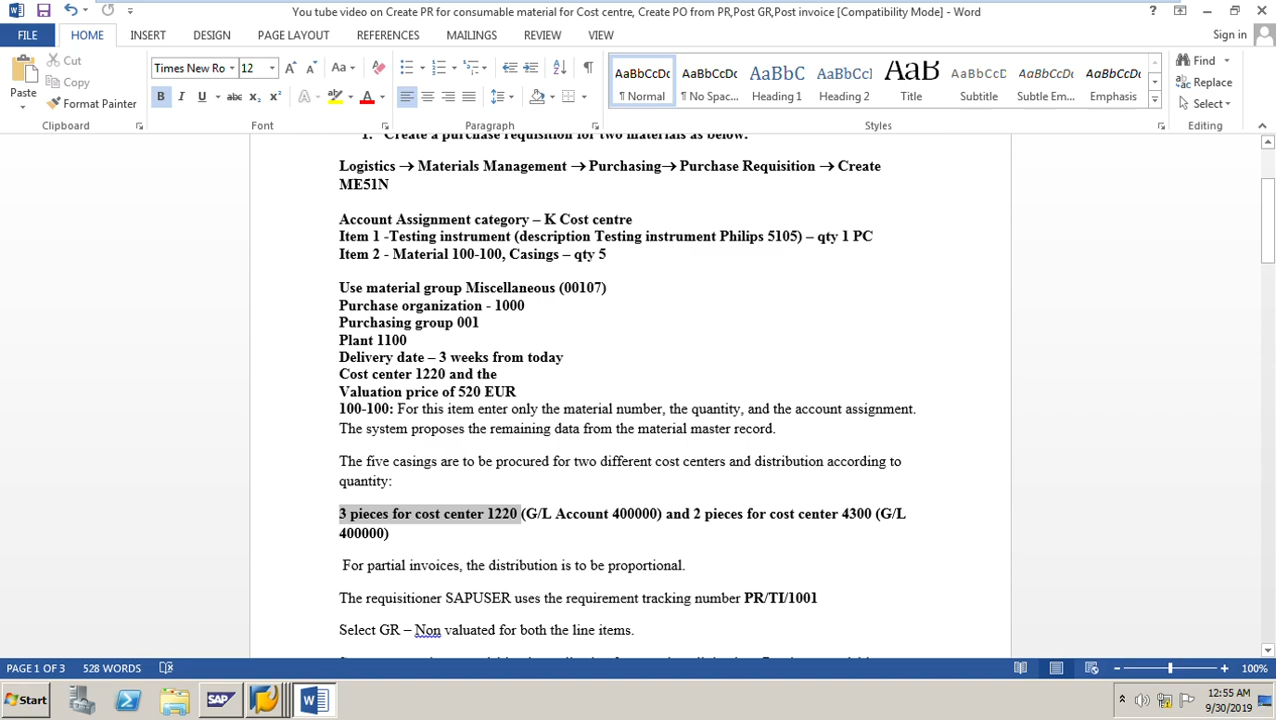 You tube video on Create PR for consumable material for Cost centre, Create PO from PR,Post GR,Post invoice [Compatibility Mode] - Word
FILE HOME INSERT DESIGN PAGE LAYOUT REFERENCES MAILINGS REVIEW VIEW Sign in
Paste Cut Copy Format Painter
Times New Ro 12
AaBbCcDc AaBbCcDc AaBbC AaBbCc AaB AaBbCcD AaBbCcDc AaBbCcDc
¶ Normal ¶ No Spac... Heading 1 Heading 2 Title Subtitle Subtle Em... Emphasis
Find Replace Select
Clipboard Font Paragraph Styles Editing
1. Create a purchase requisition for two materials as below.
Logistics → Materials Management → Purchasing→ Purchase Requisition → Create
ME51N
Account Assignment category – K Cost centre
Item 1 -Testing instrument (description Testing instrument Philips 5105) – qty 1 PC
Item 2 - Material 100-100, Casings – qty 5
Use material group Miscellaneous (00107)
Purchase organization - 1000
Purchasing group 001
Plant 1100
Delivery date – 3 weeks from today
Cost center 1220 and the
Valuation price of 520 EUR
100-100: For this item enter only the material number, the quantity, and the account assignment.
The system proposes the remaining data from the material master record.
The five casings are to be procured for two different cost centers and distribution according to
quantity:
3 pieces for cost center 1220 (G/L Account 400000) and 2 pieces for cost center 4300 (G/L
400000)
For partial invoices, the distribution is to be proportional.
The requisitioner SAPUSER uses the requirement tracking number PR/TI/1001
Select GR – Non valuated for both the line items.
PAGE 1 OF 3 528 WORDS 100%
Start SAP 12:55 AM
9/30/2019